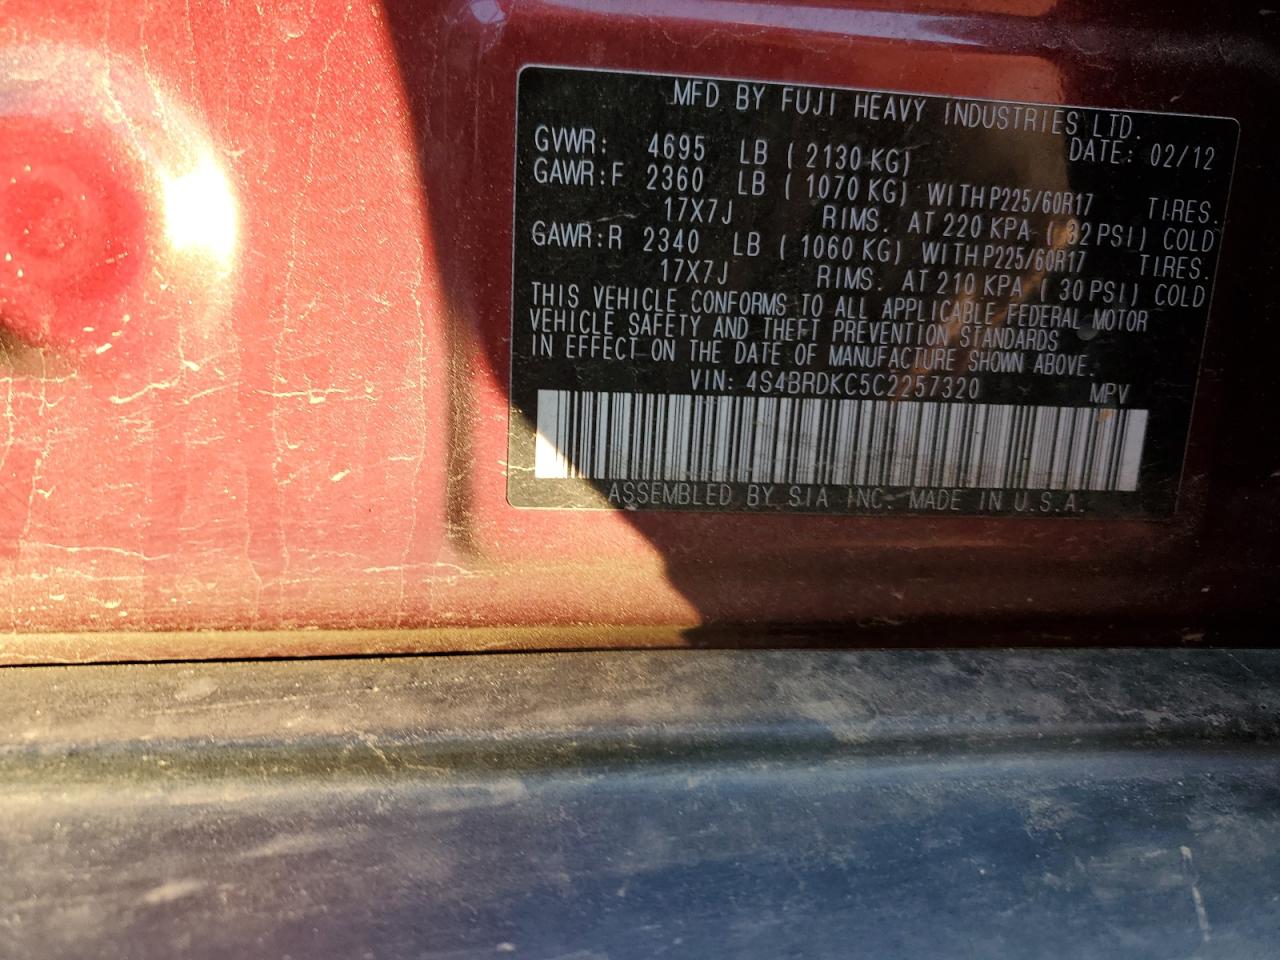 MFD BY FUJI HEAVY INDUSTRIES LTD.
GVWR: 4695 LB (2130 KG) DATE: 02/12
GAWR:F 2360 LB (1070 KG) WITH P225/60R17 TIRES.
17X7J RIMS. AT 220 KPA (32 PSI) COLD
GAWR:R 2340 LB (1060 KG) WITH P225/60R17 TIRES.
17X7J RIMS. AT 210 KPA (30 PSI) COLD
THIS VEHICLE CONFORMS TO ALL APPLICABLE FEDERAL MOTOR
VEHICLE SAFETY AND THEFT PREVENTION STANDARDS
IN EFFECT ON THE DATE OF MANUFACTURE SHOWN ABOVE.
VIN: 4S4BRDKC5C2257320 MPV
ASSEMBLED BY SIA INC. MADE IN U.S.A.